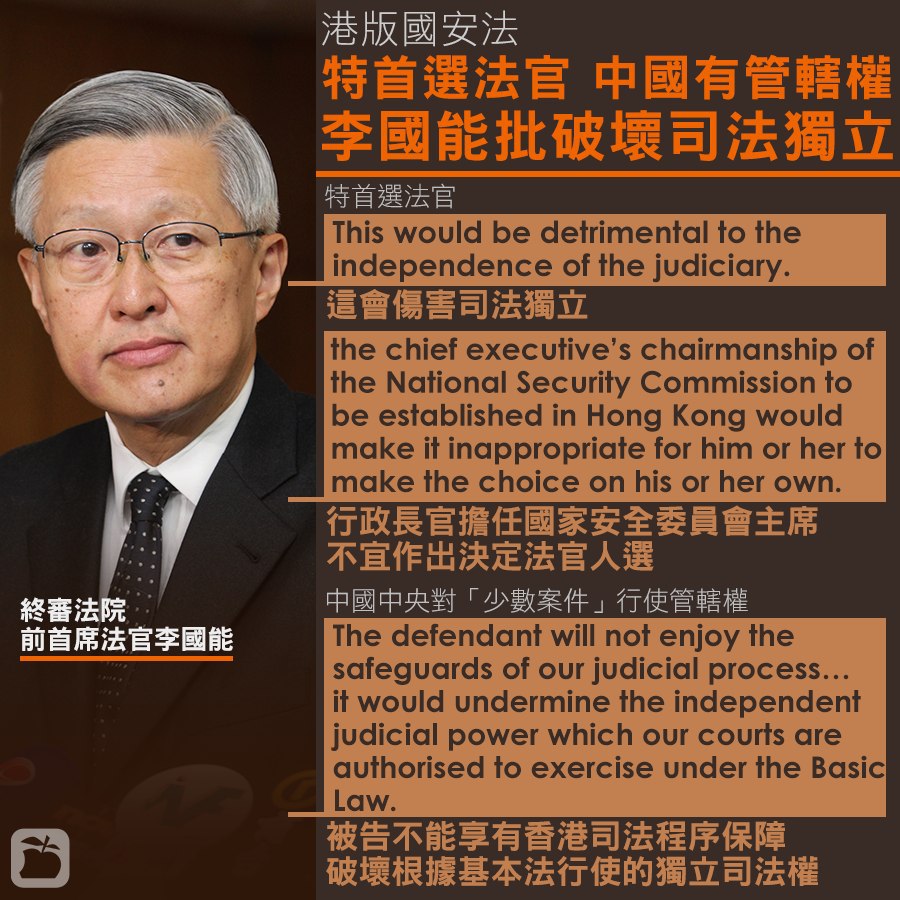 港版國安法
特首選法官 中國有管轄權
李國能批破壞司法獨立
特首選法官
This would be detrimental to the
independence of the judiciary.
這會傷害司法獨立
the chief executive’s chairmanship of
the National Security Commission to
be established in Hong Kong would
make it inappropriate for him or her to
make the choice on his or her own.
行政長官擔任國家安全委員會主席
不宜作出決定法官人選
中國中央對「少數案件」行使管轄權
The defendant will not enjoy the
safeguards of our judicial process…
it would undermine the independent
judicial power which our courts are
authorised to exercise under the Basic
Law.
被告不能享有香港司法程序保障
破壞根據基本法行使的獨立司法權
終審法院
前首席法官李國能